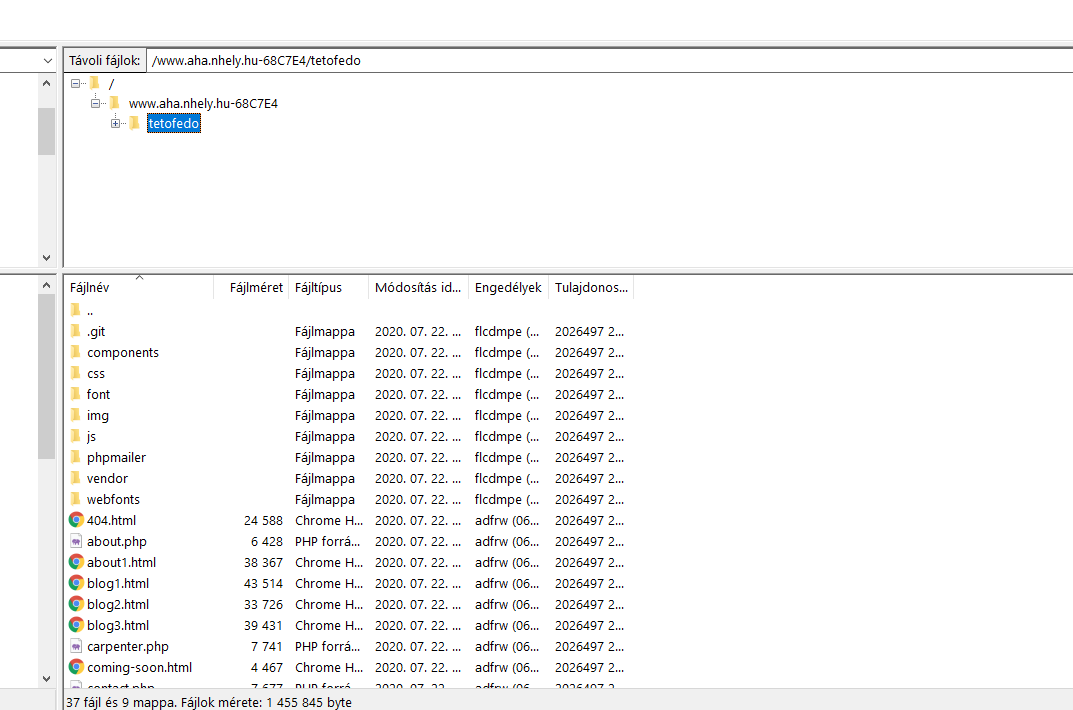 Távoli fájlok: /www.aha.nhely.hu-68C7E4/tetofedo
/
www.aha.nhely.hu-68C7E4
tetofedo
Fájlnév Fájlméret Fájltípus Módosítás id... Engedélyek Tulajdonos...
..
.git Fájlmappa 2020. 07. 22. ... flcdmpe (... 2026497 2...
components Fájlmappa 2020. 07. 22. ... flcdmpe (... 2026497 2...
css Fájlmappa 2020. 07. 22. ... flcdmpe (... 2026497 2...
font Fájlmappa 2020. 07. 22. ... flcdmpe (... 2026497 2...
img Fájlmappa 2020. 07. 22. ... flcdmpe (... 2026497 2...
js Fájlmappa 2020. 07. 22. ... flcdmpe (... 2026497 2...
phpmailer Fájlmappa 2020. 07. 22. ... flcdmpe (... 2026497 2...
vendor Fájlmappa 2020. 07. 22. ... flcdmpe (... 2026497 2...
webfonts Fájlmappa 2020. 07. 22. ... flcdmpe (... 2026497 2...
404.html 24 588 Chrome H... 2020. 07. 22. ... adfrw (06... 2026497 2...
about.php 6 428 PHP forrá... 2020. 07. 22. ... adfrw (06... 2026497 2...
about1.html 38 367 Chrome H... 2020. 07. 22. ... adfrw (06... 2026497 2...
blog1.html 43 514 Chrome H... 2020. 07. 22. ... adfrw (06... 2026497 2...
blog2.html 33 726 Chrome H... 2020. 07. 22. ... adfrw (06... 2026497 2...
blog3.html 39 431 Chrome H... 2020. 07. 22. ... adfrw (06... 2026497 2...
carpenter.php 7 741 PHP forrá... 2020. 07. 22. ... adfrw (06... 2026497 2...
coming-soon.html 4 467 Chrome H... 2020. 07. 22. ... adfrw (06... 2026497 2...
contact.php 7 677 PHP forrá... 2020. 07. 22. ... adfrw (06... 2026497 2...
37 fájl és 9 mappa. Fájlok mérete: 1 455 845 byte